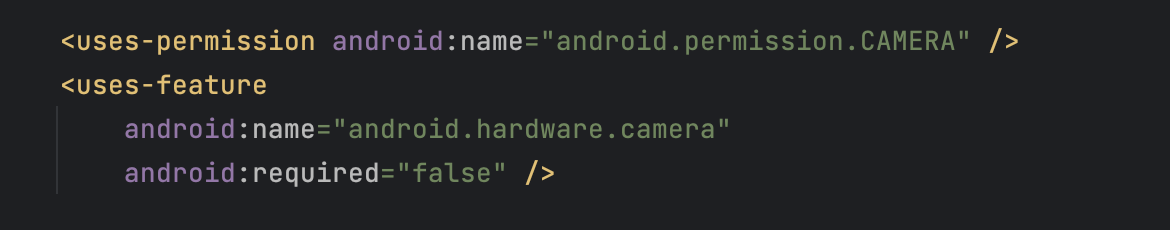 <uses-permission android:name="android.permission.CAMERA" />
<uses-feature
    android:name="android.hardware.camera"
    android:required="false" />